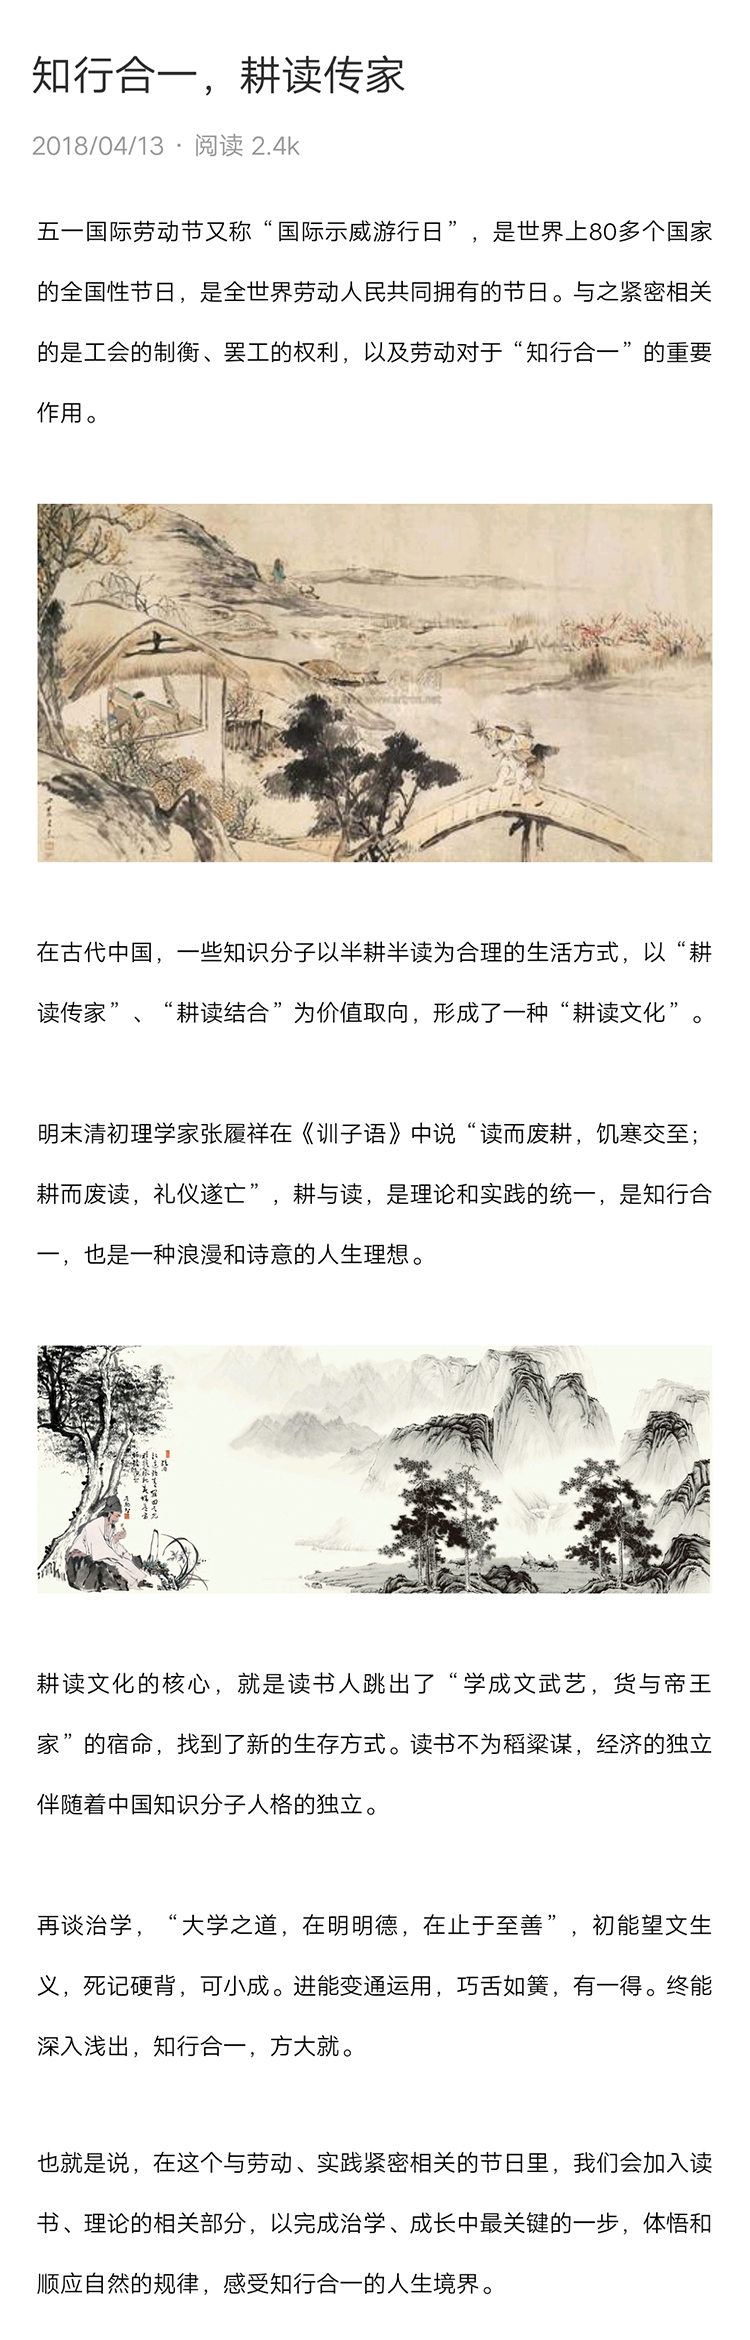 知行合一，耕读传家
2018/04/13 · 阅读 2.4k
五一国际劳动节又称“国际示威游行日”，是世界上80多个国家
的全国性节日，是全世界劳动人民共同拥有的节日。与之紧密相关
的是工会的制衡、罢工的权利，以及劳动对于“知行合一”的重要
作用。
在古代中国，一些知识分子以半耕半读为合理的生活方式，以“耕
读传家”、“耕读结合”为价值取向，形成了一种“耕读文化”。
明末清初理学家张履祥在《训子语》中说“读而废耕，饥寒交至；
耕而废读，礼仪遂亡”，耕与读，是理论和实践的统一，是知行合
一，也是一种浪漫和诗意的人生理想。
耕读文化的核心，就是读书人跳出了“学成文武艺，货与帝王
家”的宿命，找到了新的生存方式。读书不为稻粱谋，经济的独立
伴随着中国知识分子人格的独立。
再谈治学，“大学之道，在明明德，在止于至善”，初能望文生
义，死记硬背，可小成。进能变通运用，巧舌如簧，有一得。终能
深入浅出，知行合一，方大就。
也就是说，在这个与劳动、实践紧密相关的节日里，我们会加入读
书、理论的相关部分，以完成治学、成长中最关键的一步，体悟和
顺应自然的规律，感受知行合一的人生境界。